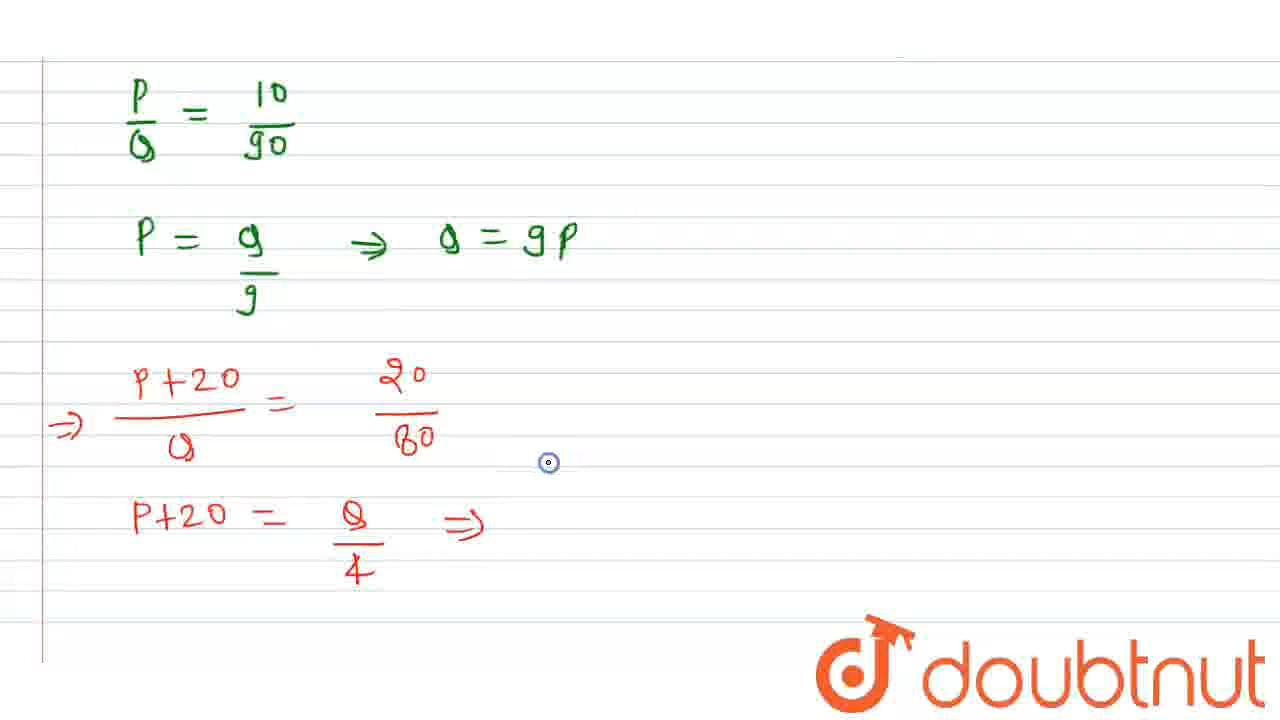 P/Q = 10/90
P = Q/9 ⇒ Q = 9P
⇒ P+20/Q = 20/80
P+20 = Q/4 ⇒
doubtnut